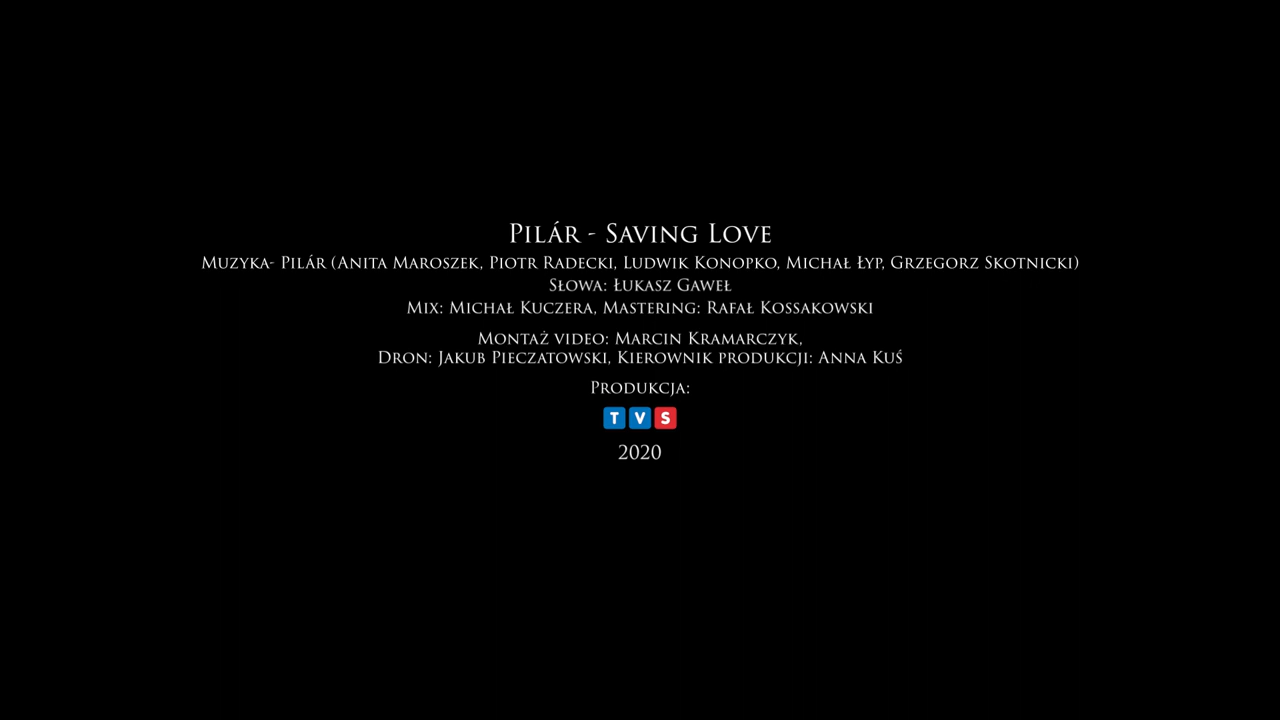 Pilár - Saving Love
Muzyka- Pilár (Anita Maroszek, Piotr Radecki, Ludwik Konopko, Michał Łyp, Grzegorz Skotnicki)
Słowa: Łukasz Gaweł
Mix: Michał Kuczera, Mastering: Rafał Kossakowski
Montaż video: Marcin Kramarczyk,
Dron: Jakub Pieczatowski, Kierownik produkcji: Anna Kuś
Produkcja:
TVS
2020